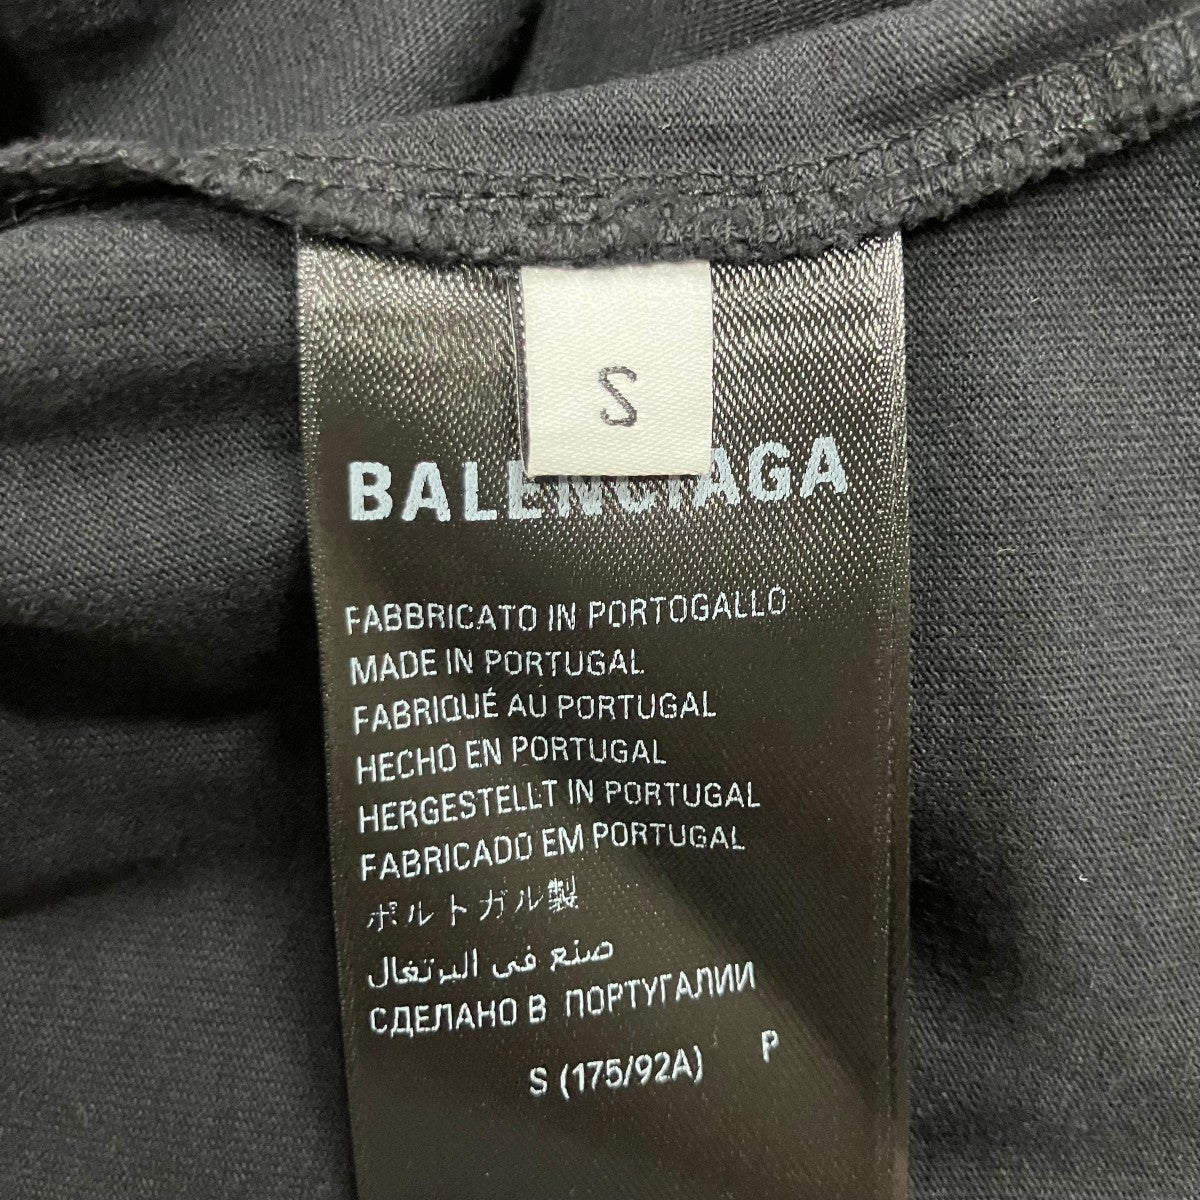 S
BALENCIAGA
FABBRICATO IN PORTOGALLO
MADE IN PORTUGAL
FABRIQUÉ AU PORTUGAL
HECHO EN PORTUGAL
HERGESTELLT IN PORTUGAL
FABRICADO EM PORTUGAL
ポルトガル製
صنع في البرتغال
СДЕЛАНО В ПОРТУГАЛИИ
S (175/92A) P